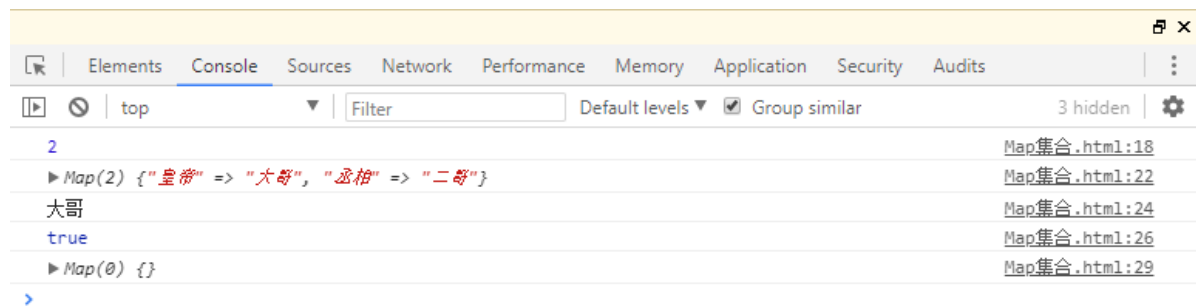 Elements Console Sources Network Performance Memory Application Security Audits
top Filter Default levels Group similar 3 hidden
2 Map集合.html:18
Map(2) {"皇帝" => "大哥", "丞相" => "二哥"} Map集合.html:22
大哥 Map集合.html:24
true Map集合.html:26
Map(0) {} Map集合.html:29